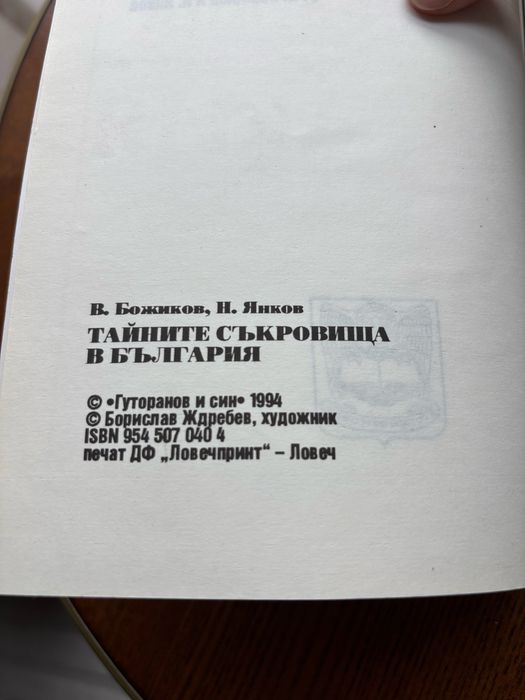 В. Божиков, Н. Янков
ТАЙНИТЕ СЪКРОВИЩА
В БЪЛГАРИЯ
© •Гуторанов и син• 1994
© Борислав Ждребев, художник
ISBN 954 507 040 4
печат ДФ „Ловечпринт“ – Ловеч